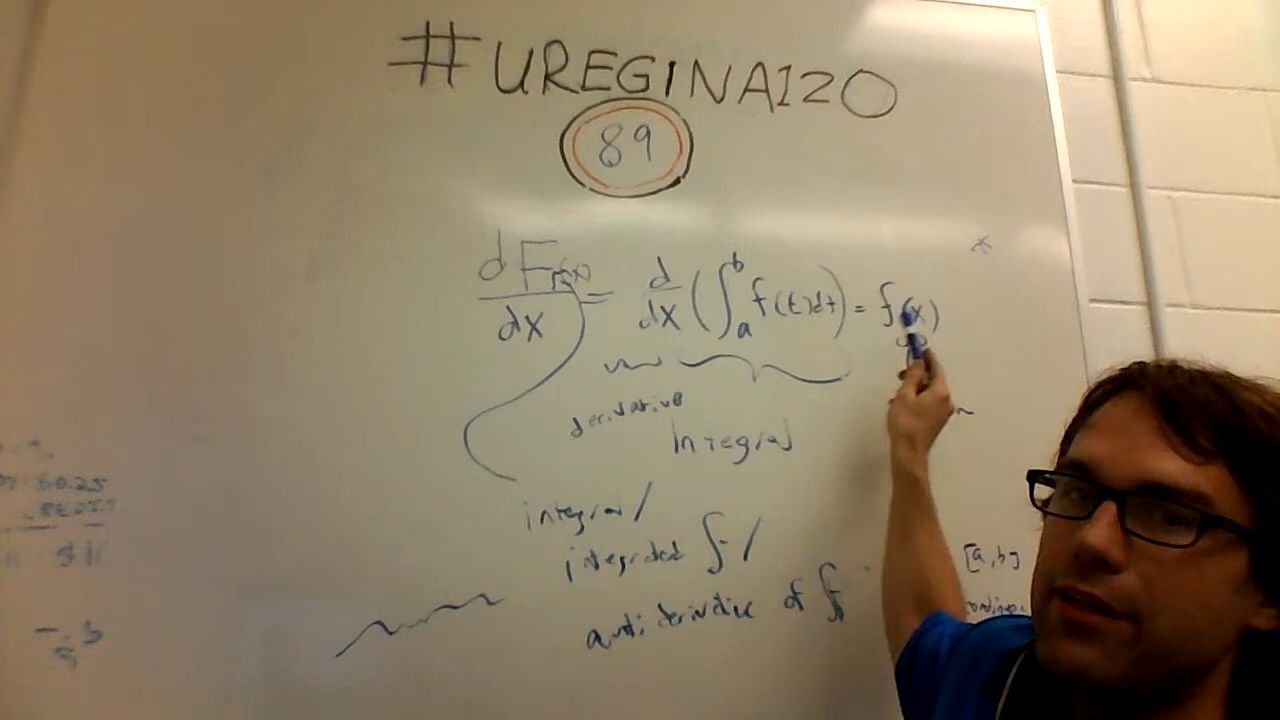 #UREGINA120
89
dF(x)/dx = d/dx (∫_a^b f(t)dt) = f(x)
derivative
Integral
integral/
integrated f/
anti derivative of f
[a,b]